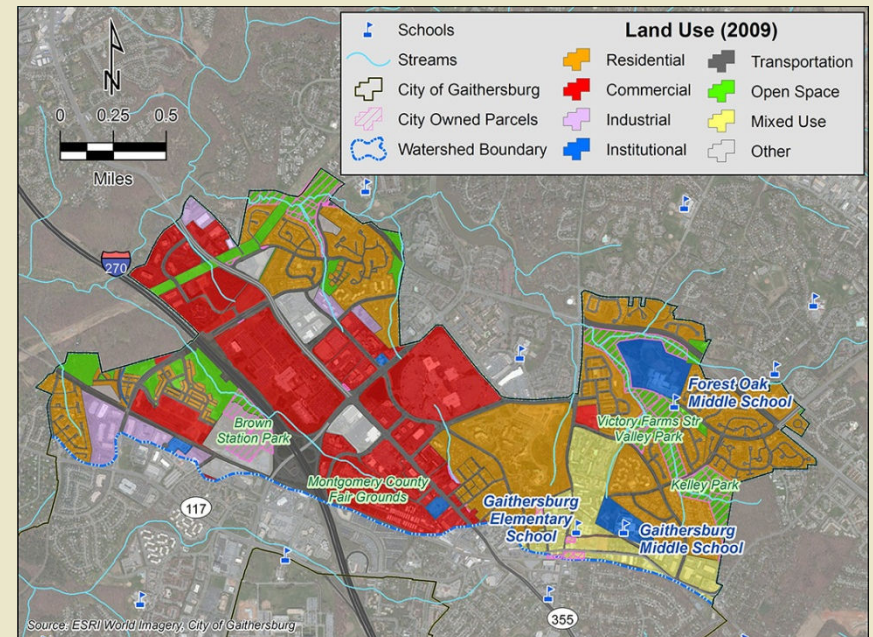 Schools
Streams
City of Gaithersburg
City Owned Parcels
Watershed Boundary
Land Use (2009)
Residential
Commercial
Industrial
Institutional
Transportation
Open Space
Mixed Use
Other
N
0 0.25 0.5
Miles
270
Forest Oak
Middle School
Victory Farms Str
Valley Park
Brown
Station Park
Kelley Park
Montgomery County
Fair Grounds
Gaithersburg
Elementary
School
Gaithersburg
Middle School
117
355
Source: ESRI World Imagery, City of Gaithersburg